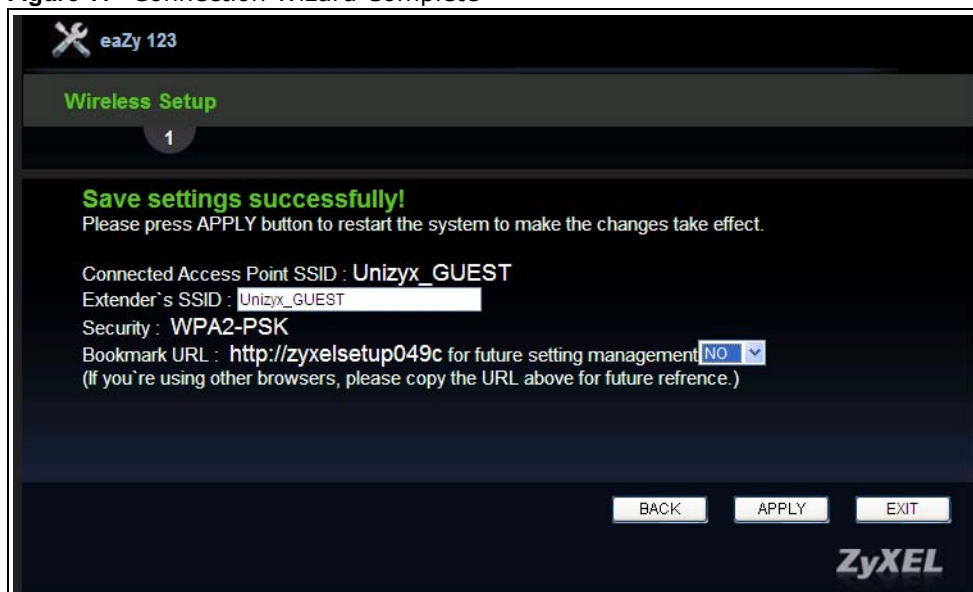 Connection Wizard Complete
eaZy 123
Wireless Setup
1
Save settings successfully!
Please press APPLY button to restart the system to make the changes take effect.
Connected Access Point SSID : Unizyx_GUEST
Extender`s SSID : Unizyx_GUEST
Security : WPA2-PSK
Bookmark URL : http://zyxelsetup049c for future setting management NO
(If you`re using other browsers, please copy the URL above for future refrence.)
BACK APPLY EXIT
ZyXEL